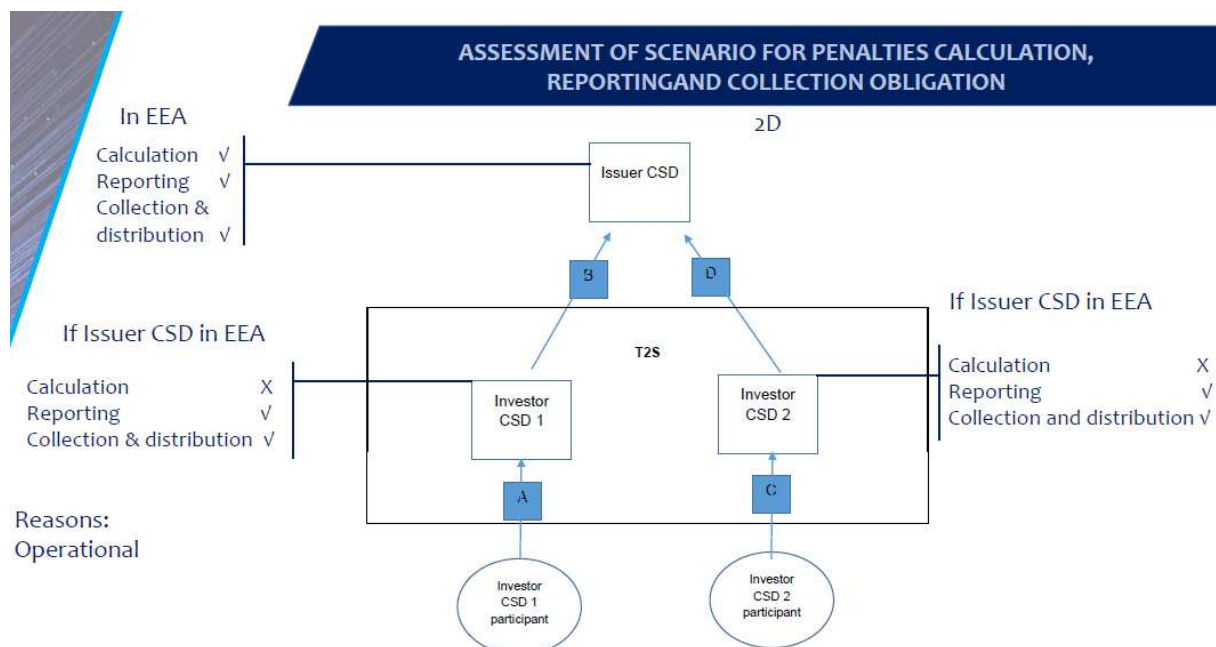 ASSESSMENT OF SCENARIO FOR PENALTIES CALCULATION,
REPORTINGAND COLLECTION OBLIGATION
2D
In EEA
Calculation √
Reporting √
Collection &
distribution √
Issuer CSD
B
D
If Issuer CSD in EEA
Calculation X
Reporting √
Collection & distribution √
T2S
If Issuer CSD in EEA
Calculation X
Reporting √
Collection and distribution √
Investor
CSD 1
Investor
CSD 2
A
C
Reasons:
Operational
Investor
CSD 1
participant
Investor
CSD 2
participant